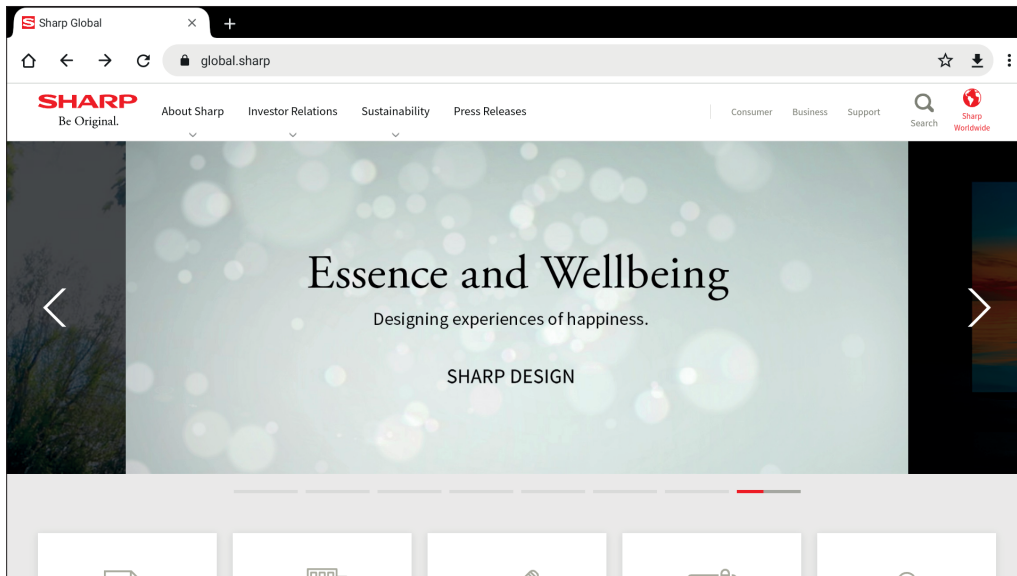 Sharp Global
global.sharp
SHARP
Be Original.
About Sharp
Investor Relations
Sustainability
Press Releases
Consumer
Business
Support
Search
Sharp
Worldwide
Essence and Wellbeing
Designing experiences of happiness.
SHARP DESIGN